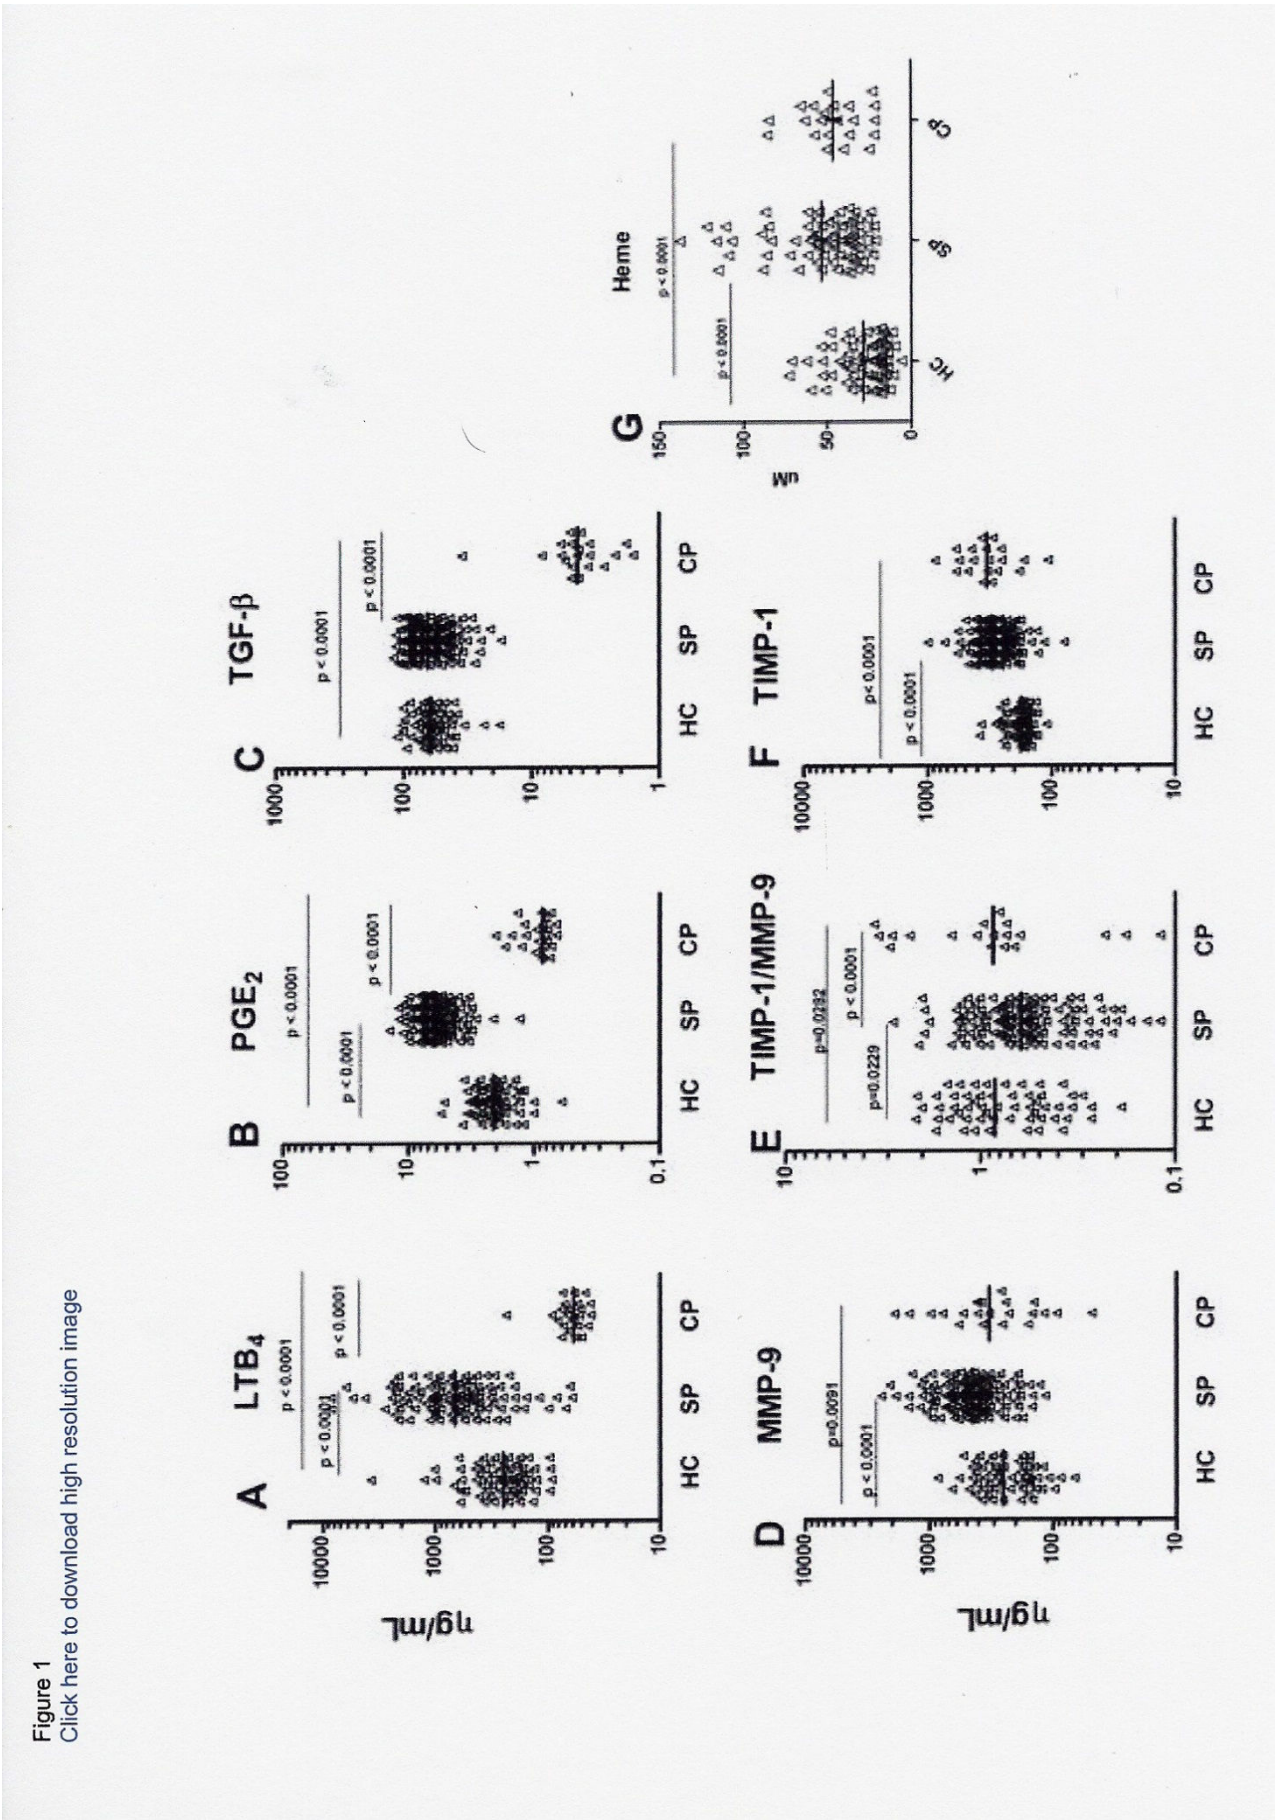 Figure 1
Click here to download high resolution image
A LTB4
p < 0.0001
p < 0.0001
p < 0.0001
ηg/mL
10000
1000
100
10
HC SP CP
B PGE2
p < 0.0001
p < 0.0001
p < 0.0001
100
10
1
0.1
HC SP CP
C TGF-β
p < 0.0001
p < 0.0001
1000
100
10
1
HC SP CP
D MMP-9
p=0.0091
p < 0.0001
ηg/mL
10000
1000
100
10
HC SP CP
E TIMP-1/MMP-9
p=0.0292
p < 0.0001
p=0.0229
10
1
0.1
HC SP CP
F TIMP-1
p< 0.0001
p < 0.0001
10000
1000
100
10
HC SP CP
G Heme
p < 0.0001
p < 0.0001
uM
150
100
50
0
HC SP CP